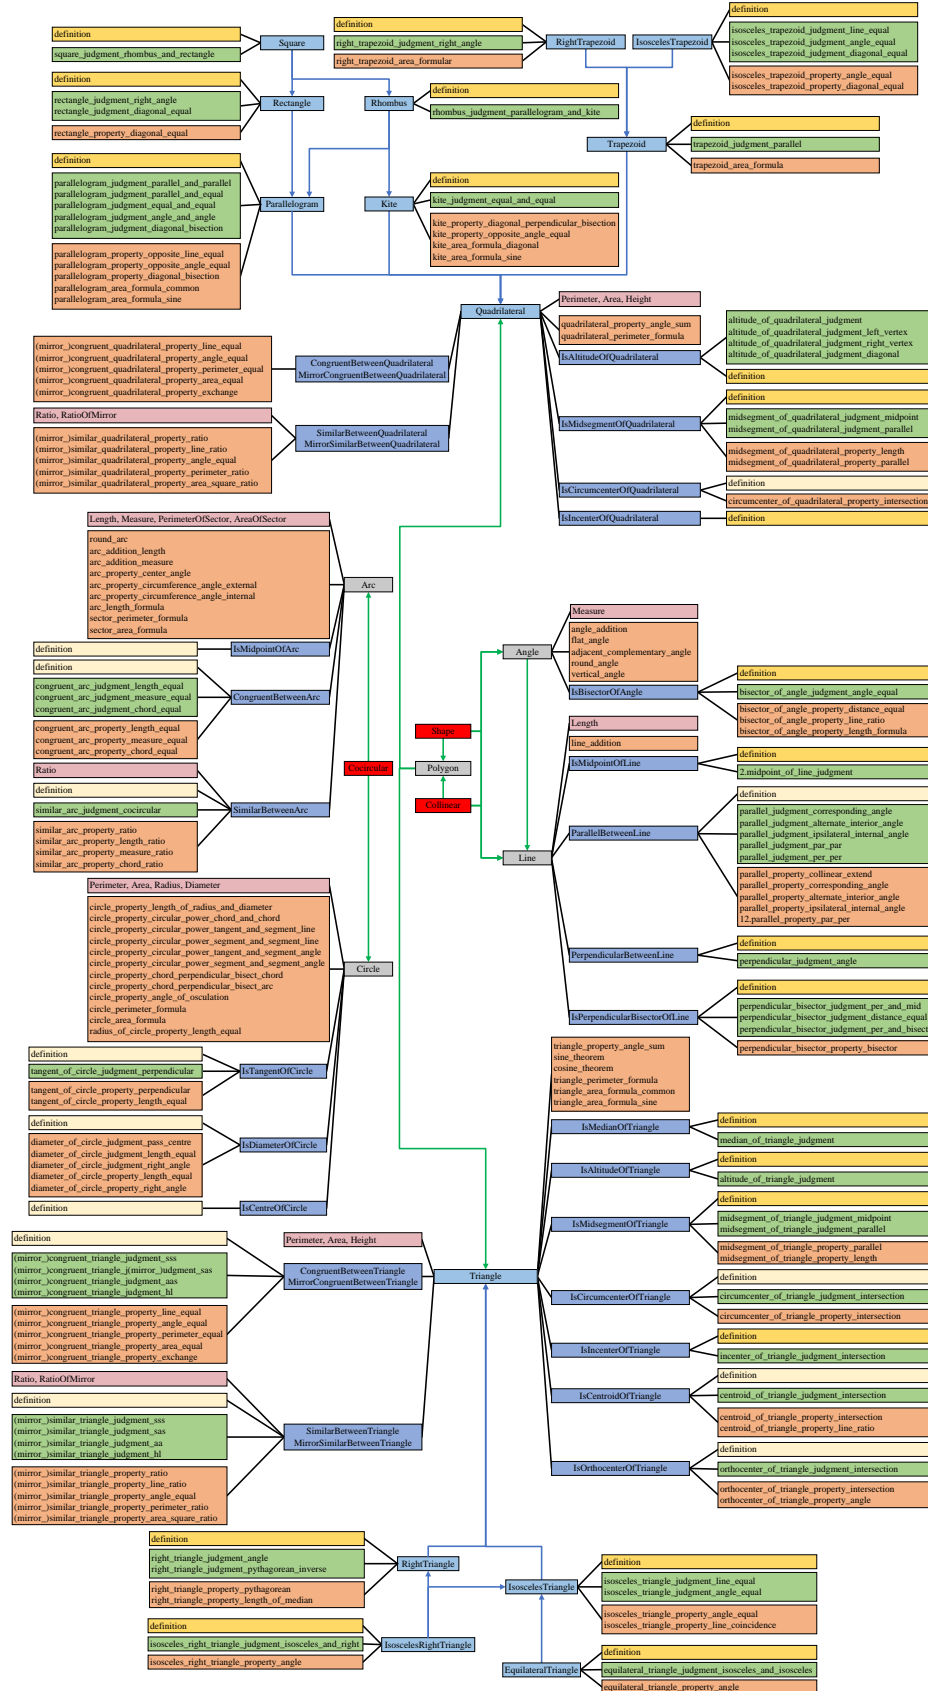 definition
square_judgment_rhombus_and_rectangle
Square
definition
right_trapezoid_judgment_right_angle
right_trapezoid_area_formular
RightTrapezoid
IsoscelesTrapezoid
definition
isosceles_trapezoid_judgment_line_equal
isosceles_trapezoid_judgment_angle_equal
isosceles_trapezoid_judgment_diagonal_equal
isosceles_trapezoid_property_angle_equal
isosceles_trapezoid_property_diagonal_equal
definition
rectangle_judgment_right_angle
rectangle_judgment_diagonal_equal
rectangle_property_diagonal_equal
Rectangle
Rhombus
definition
rhombus_judgment_parallelogram_and_kite
Trapezoid
definition
trapezoid_judgment_parallel
trapezoid_area_formula
definition
parallelogram_judgment_parallel_and_parallel
parallelogram_judgment_parallel_and_equal
parallelogram_judgment_equal_and_equal
parallelogram_judgment_angle_and_angle
parallelogram_judgment_diagonal_bisection
parallelogram_property_opposite_line_equal
parallelogram_property_opposite_angle_equal
parallelogram_property_diagonal_bisection
parallelogram_area_formula_common
parallelogram_area_formula_sine
Parallelogram
Kite
definition
kite_judgment_equal_and_equal
kite_property_diagonal_perpendicular_bisection
kite_property_opposite_angle_equal
kite_area_formula_diagonal
kite_area_formula_sine
Quadrilateral
Perimeter, Area, Height
quadrilateral_property_angle_sum
quadrilateral_perimeter_formula
IsAltitudeOfQuadrilateral
altitude_of_quadrilateral_judgment
altitude_of_quadrilateral_judgment_left_vertex
altitude_of_quadrilateral_judgment_right_vertex
altitude_of_quadrilateral_judgment_diagonal
definition
(mirror_)congruent_quadrilateral_property_line_equal
(mirror_)congruent_quadrilateral_property_angle_equal
(mirror_)congruent_quadrilateral_property_perimeter_equal
(mirror_)congruent_quadrilateral_property_area_equal
(mirror_)congruent_quadrilateral_property_exchange
CongruentBetweenQuadrilateral
MirrorCongruentBetweenQuadrilateral
Ratio, RatioOfMirror
(mirror_)similar_quadrilateral_property_ratio
(mirror_)similar_quadrilateral_property_line_ratio
(mirror_)similar_quadrilateral_property_angle_equal
(mirror_)similar_quadrilateral_property_perimeter_ratio
(mirror_)similar_quadrilateral_property_area_square_ratio
SimilarBetweenQuadrilateral
MirrorSimilarBetweenQuadrilateral
IsMidsegmentOfQuadrilateral
definition
midsegment_of_quadrilateral_judgment_midpoint
midsegment_of_quadrilateral_judgment_parallel
midsegment_of_quadrilateral_property_length
midsegment_of_quadrilateral_property_parallel
IsCircumcenterOfQuadrilateral
definition
circumcenter_of_quadrilateral_property_intersection
IsIncenterOfQuadrilateral
definition
Length, Measure, PerimeterOfSector, AreaOfSector
round_arc
arc_addition_length
arc_addition_measure
arc_property_center_angle
arc_property_circumference_angle_external
arc_property_circumference_angle_internal
arc_length_formula
sector_perimeter_formula
sector_area_formula
Arc
definition
IsMidpointOfArc
definition
congruent_arc_judgment_length_equal
congruent_arc_judgment_measure_equal
congruent_arc_judgment_chord_equal
congruent_arc_property_length_equal
congruent_arc_property_measure_equal
congruent_arc_property_chord_equal
CongruentBetweenArc
Ratio
definition
similar_arc_judgment_cocircular
similar_arc_property_ratio
similar_arc_property_length_ratio
similar_arc_property_measure_ratio
similar_arc_property_chord_ratio
SimilarBetweenArc
Cocircular
Shape
Polygon
Collinear
Angle
Measure
angle_addition
flat_angle
adjacent_complementary_angle
round_angle
vertical_angle
IsBisectorOfAngle
definition
bisector_of_angle_judgment_angle_equal
bisector_of_angle_property_distance_equal
bisector_of_angle_property_line_ratio
bisector_of_angle_property_length_formula
Line
Length
line_addition
IsMidpointOfLine
definition
2.midpoint_of_line_judgment
ParallelBetweenLine
definition
parallel_judgment_corresponding_angle
parallel_judgment_alternate_interior_angle
parallel_judgment_ipsilateral_internal_angle
parallel_judgment_par_par
parallel_judgment_per_per
parallel_property_collinear_extend
parallel_property_corresponding_angle
parallel_property_alternate_interior_angle
parallel_property_ipsilateral_internal_angle
12.parallel_property_par_per
PerpendicularBetweenLine
definition
perpendicular_judgment_angle
IsPerpendicularBisectorOfLine
definition
perpendicular_bisector_judgment_per_and_mid
perpendicular_bisector_judgment_distance_equal
perpendicular_bisector_judgment_per_and_bisect
perpendicular_bisector_property_bisector
Perimeter, Area, Radius, Diameter
circle_property_length_of_radius_and_diameter
circle_property_circular_power_chord_and_chord
circle_property_circular_power_tangent_and_segment_line
circle_property_circular_power_segment_and_segment_line
circle_property_circular_power_tangent_and_segment_angle
circle_property_circular_power_segment_and_segment_angle
circle_property_chord_perpendicular_bisect_chord
circle_property_chord_perpendicular_bisect_arc
circle_property_angle_of_osculation
circle_perimeter_formula
circle_area_formula
radius_of_circle_property_length_equal
Circle
definition
tangent_of_circle_judgment_perpendicular
tangent_of_circle_property_perpendicular
tangent_of_circle_property_length_equal
IsTangentOfCircle
definition
diameter_of_circle_judgment_pass_centre
diameter_of_circle_judgment_length_equal
diameter_of_circle_judgment_right_angle
diameter_of_circle_property_length_equal
diameter_of_circle_property_right_angle
IsDiameterOfCircle
definition
IsCentreOfCircle
triangle_property_angle_sum
sine_theorem
cosine_theorem
triangle_perimeter_formula
triangle_area_formula_common
triangle_area_formula_sine
IsMedianOfTriangle
definition
median_of_triangle_judgment
IsAltitudeOfTriangle
definition
altitude_of_triangle_judgment
IsMidsegmentOfTriangle
definition
midsegment_of_triangle_judgment_midpoint
midsegment_of_triangle_judgment_parallel
midsegment_of_triangle_property_parallel
midsegment_of_triangle_property_length
definition
(mirror_)congruent_triangle_judgment_sss
(mirror_)congruent_triangle_j(mirror_)udgment_sas
(mirror_)congruent_triangle_judgment_aas
(mirror_)congruent_triangle_judgment_hl
(mirror_)congruent_triangle_property_line_equal
(mirror_)congruent_triangle_property_angle_equal
(mirror_)congruent_triangle_property_perimeter_equal
(mirror_)congruent_triangle_property_area_equal
(mirror_)congruent_triangle_property_exchange
Perimeter, Area, Height
CongruentBetweenTriangle
MirrorCongruentBetweenTriangle
Triangle
IsCircumcenterOfTriangle
definition
circumcenter_of_triangle_judgment_intersection
circumcenter_of_triangle_property_intersection
IsIncenterOfTriangle
definition
incenter_of_triangle_judgment_intersection
IsCentroidOfTriangle
definition
centroid_of_triangle_judgment_intersection
centroid_of_triangle_property_intersection
centroid_of_triangle_property_line_ratio
IsOrthocenterOfTriangle
definition
orthocenter_of_triangle_judgment_intersection
orthocenter_of_triangle_property_intersection
orthocenter_of_triangle_property_angle
Ratio, RatioOfMirror
definition
(mirror_)similar_triangle_judgment_sss
(mirror_)similar_triangle_judgment_sas
(mirror_)similar_triangle_judgment_aa
(mirror_)similar_triangle_judgment_hl
(mirror_)similar_triangle_property_ratio
(mirror_)similar_triangle_property_line_ratio
(mirror_)similar_triangle_property_angle_equal
(mirror_)similar_triangle_property_perimeter_ratio
(mirror_)similar_triangle_property_area_square_ratio
SimilarBetweenTriangle
MirrorSimilarBetweenTriangle
definition
right_triangle_judgment_angle
right_triangle_judgment_pythagorean_inverse
right_triangle_property_pythagorean
right_triangle_property_length_of_median
RightTriangle
IsoscelesTriangle
definition
isosceles_triangle_judgment_line_equal
isosceles_triangle_judgment_angle_equal
isosceles_triangle_property_angle_equal
isosceles_triangle_property_line_coincidence
definition
isosceles_right_triangle_judgment_isosceles_and_right
isosceles_right_triangle_property_angle
IsoscelesRightTriangle
EquilateralTriangle
definition
equilateral_triangle_judgment_isosceles_and_isosceles
equilateral_triangle_property_angle